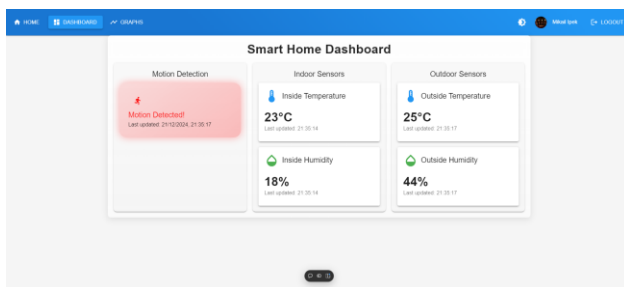 HOME
DASHBOARD
GRAPHS
Mikail Ipek
LOGOUT
Smart Home Dashboard
Motion Detection
Motion Detected!
Last updated: 21/12/2024, 21:35:17
Indoor Sensors
Inside Temperature
23°C
Last updated: 21:35:14
Inside Humidity
18%
Last updated: 21:35:14
Outdoor Sensors
Outside Temperature
25°C
Last updated: 21:35:17
Outside Humidity
44%
Last updated: 21:35:17